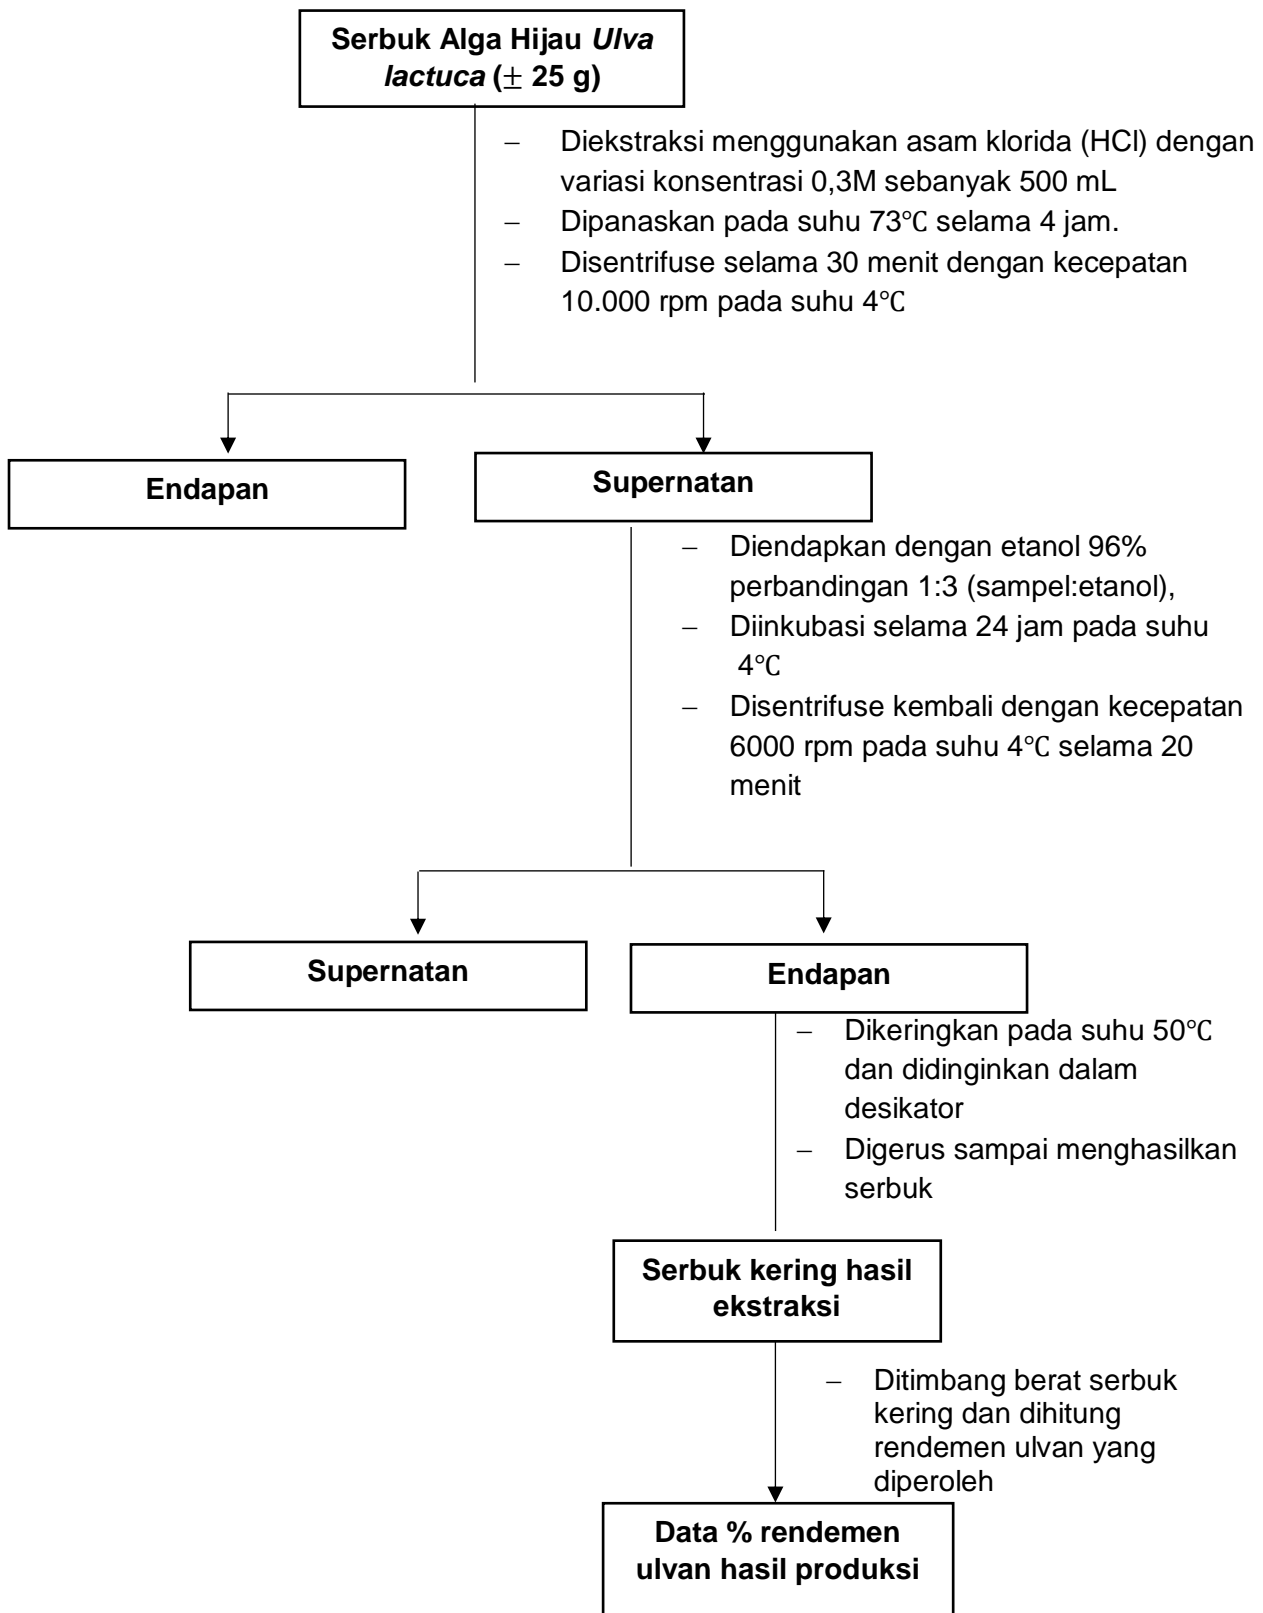 Serbuk Alga Hijau Ulva
lactuca (± 25 g)
– Diekstraksi menggunakan asam klorida (HCl) dengan
variasi konsentrasi 0,3M sebanyak 500 mL
– Dipanaskan pada suhu 73℃ selama 4 jam.
– Disentrifuse selama 30 menit dengan kecepatan
10.000 rpm pada suhu 4℃
Endapan
Supernatan
– Diendapkan dengan etanol 96%
perbandingan 1:3 (sampel:etanol),
– Diinkubasi selama 24 jam pada suhu
4℃
– Disentrifuse kembali dengan kecepatan
6000 rpm pada suhu 4℃ selama 20
menit
Supernatan
Endapan
– Dikeringkan pada suhu 50℃
dan didinginkan dalam
desikator
– Digerus sampai menghasilkan
serbuk
Serbuk kering hasil
ekstraksi
– Ditimbang berat serbuk
kering dan dihitung
rendemen ulvan yang
diperoleh
Data % rendemen
ulvan hasil produksi